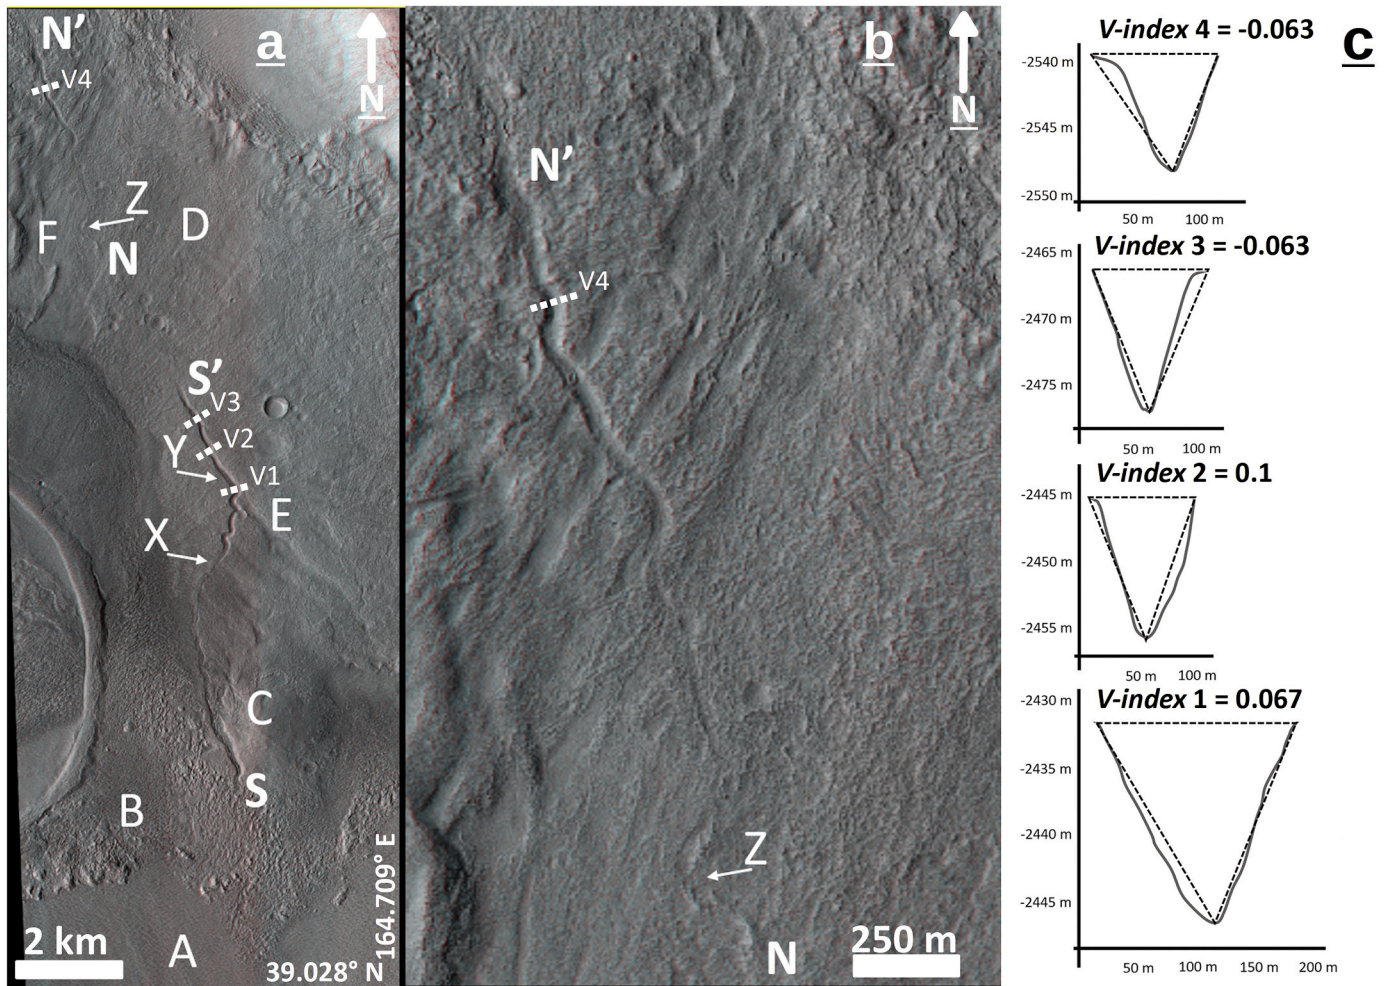 N’
a
N
V4
Z
F
D
N
S’
V3
V2
Y
V1
E
X
C
S
B
164.709° E
2 km
A
39.028° N
b
N
N’
V4
Z
N
250 m
c
V-index 4 = -0.063
-2540 m
-2545 m
-2550 m
50 m 100 m
V-index 3 = -0.063
-2465 m
-2470 m
-2475 m
50 m 100 m
V-index 2 = 0.1
-2445 m
-2450 m
-2455 m
50 m 100 m
V-index 1 = 0.067
-2430 m
-2435 m
-2440 m
-2445 m
50 m 100 m 150 m 200 m